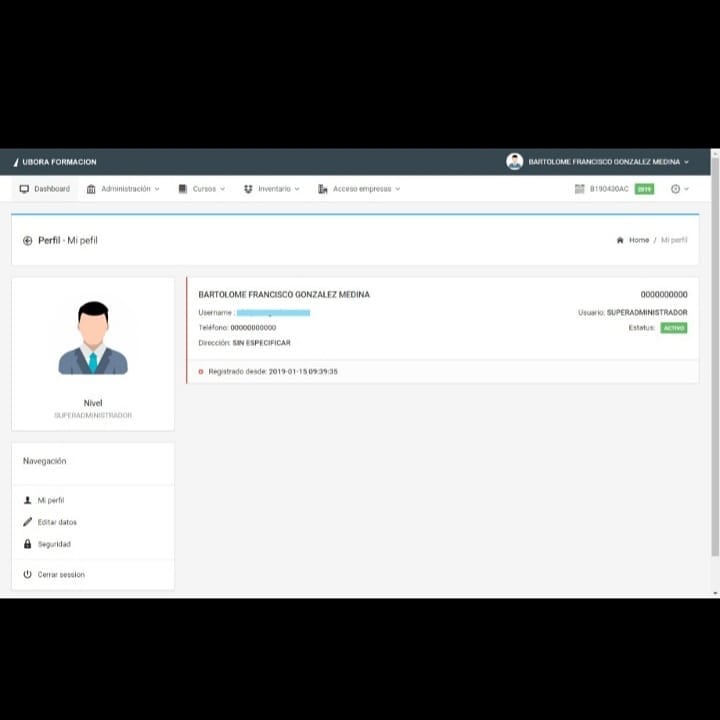 UBORA FORMACION
BARTOLOME FRANCISCO GONZALEZ MEDINA
Dashboard Administración Cursos Inventario Acceso empresas B190430AC 2019
Perfil - Mi pefil
Home / Mi perfil
BARTOLOME FRANCISCO GONZALEZ MEDINA
0000000000
Username :
Usuario: SUPERADMINISTRADOR
Teléfono: 00000000000
Estatus: ACTIVO
Dirección: SIN ESPECIFICAR
Registrado desde: 2019-01-15 09:39:35
Nivel
SUPERADMINISTRADOR
Navegación
Mi perfil
Editar datos
Seguridad
Cerrar session